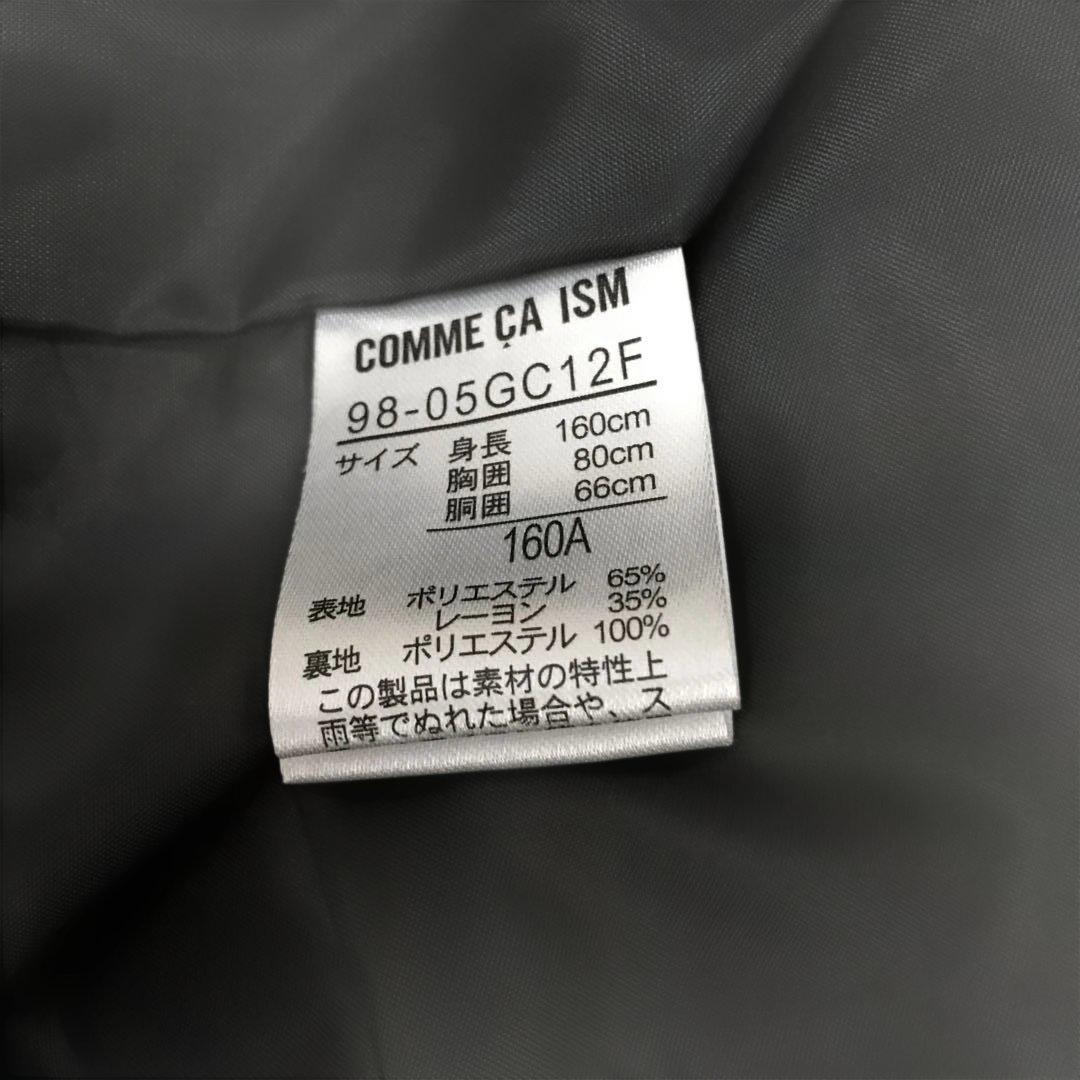 COMME ÇA ISM
98-05GC12F
サイズ 身長 160cm
胸囲 80cm
胴囲 66cm
160A
表地 ポリエステル 65%
レーヨン 35%
裏地 ポリエステル 100%
この製品は素材の特性上
雨等でぬれた場合や、ス